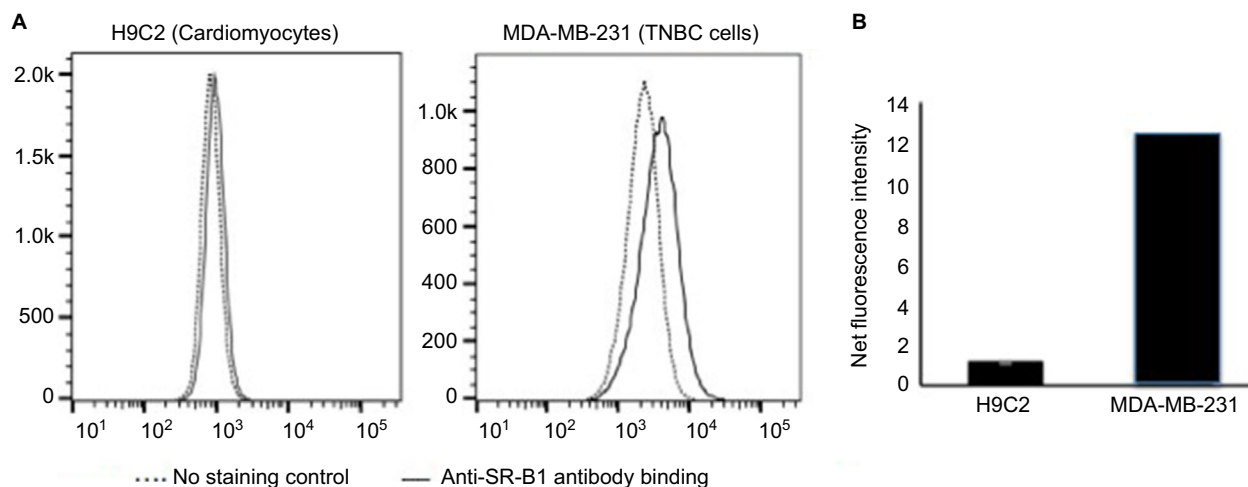 A
H9C2 (Cardiomyocytes)
2.0k
1.5k
1.0k
500
0
10¹ 10² 10³ 10⁴ 10⁵
MDA-MB-231 (TNBC cells)
1.0k
800
600
400
200
0
10¹ 10² 10³ 10⁴ 10⁵
No staining control
Anti-SR-B1 antibody binding
B
Net fluorescence intensity
14
12
10
8
6
4
2
0
H9C2 MDA-MB-231